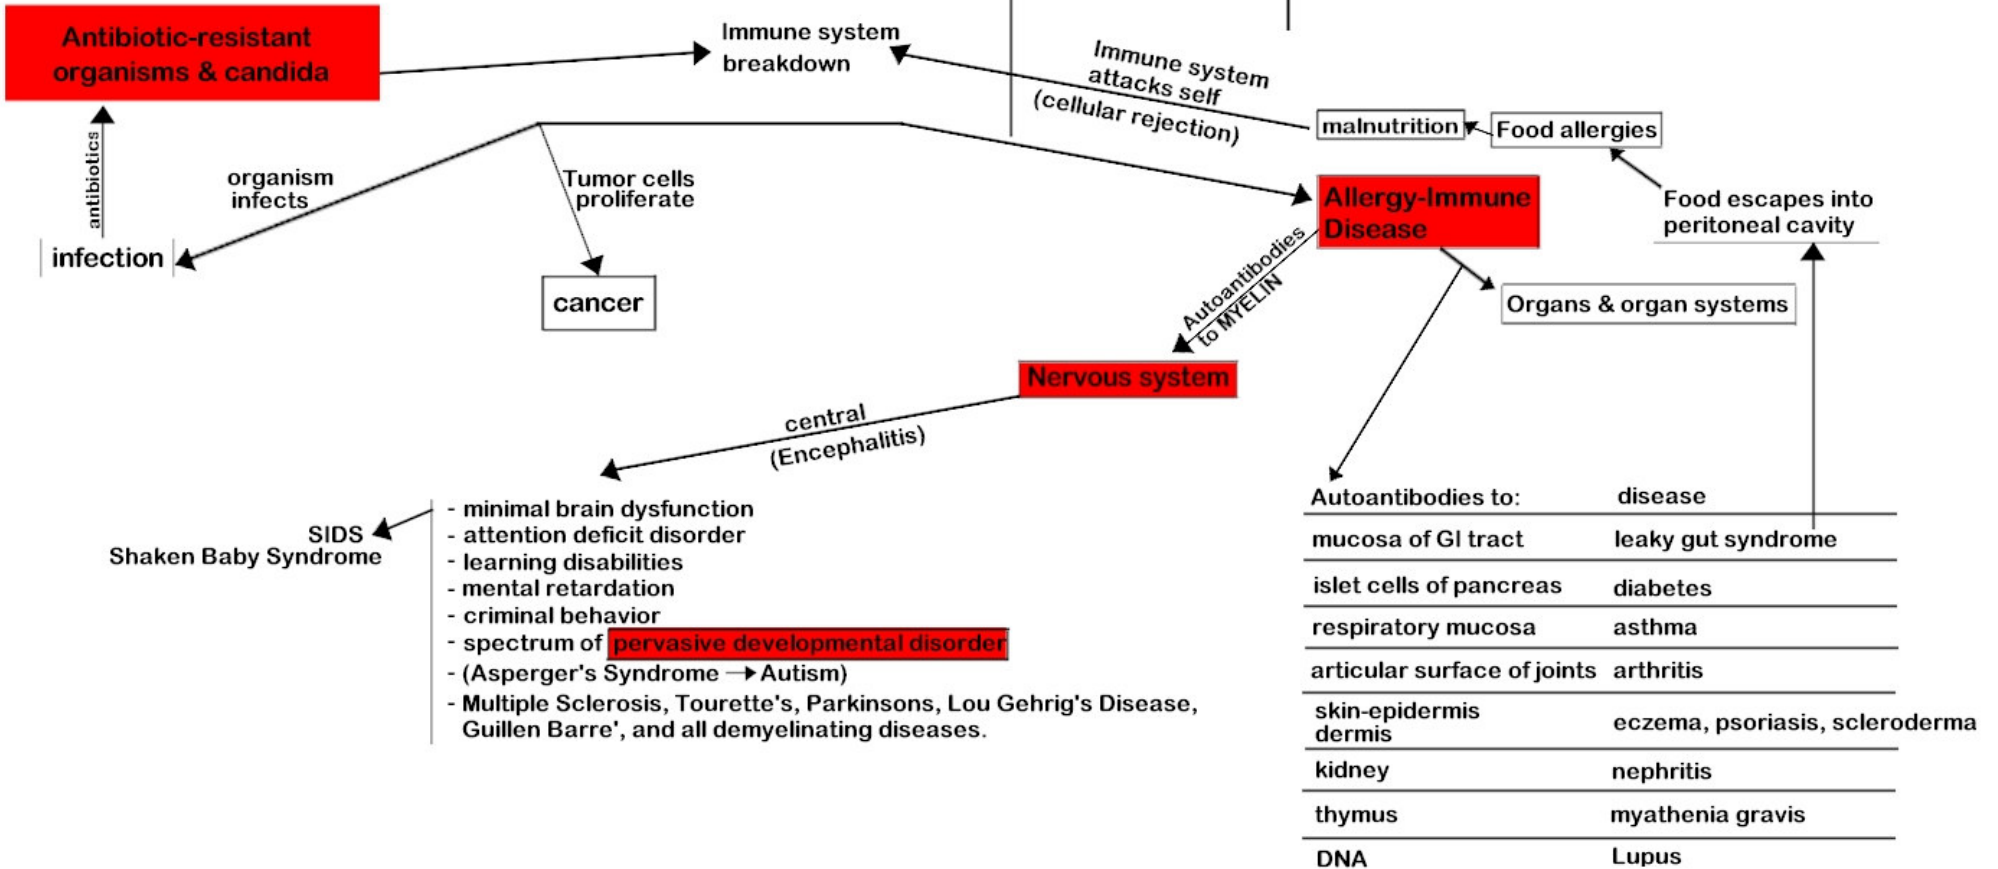 Antibiotic-resistant
organisms & candida
Immune system
breakdown
Immune system
attacks self
(cellular rejection)
malnutrition
Food allergies
antibiotics
organism
infects
Tumor cells
proliferate
Allergy-Immune
Disease
Food escapes into
peritoneal cavity
infection
cancer
Autoantibodies
to MYELIN
Organs & organ systems
Nervous system
central
(Encephalitis)
SIDS
Shaken Baby Syndrome
- minimal brain dysfunction
- attention deficit disorder
- learning disabilities
- mental retardation
- criminal behavior
- spectrum of pervasive developmental disorder
- (Asperger's Syndrome → Autism)
- Multiple Sclerosis, Tourette's, Parkinsons, Lou Gehrig's Disease,
Guillen Barre', and all demyelinating diseases.
Autoantibodies to: disease
mucosa of GI tract leaky gut syndrome
islet cells of pancreas diabetes
respiratory mucosa asthma
articular surface of joints arthritis
skin-epidermis
dermis eczema, psoriasis, scleroderma
kidney nephritis
thymus myathenia gravis
DNA Lupus